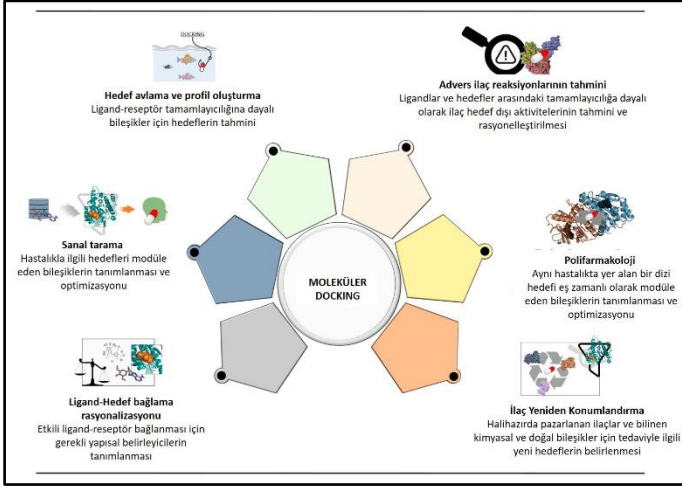 DOCKING
Hedef avlama ve profil oluşturma
Ligand-reseptör tamamlayıcılığına dayalı
bileşikler için hedeflerin tahmini
Advers ilaç reaksiyonlarının tahmini
Ligandlar ve hedefler arasındaki tamamlayıcılığa dayalı
olarak ilaç hedef dışı aktivitelerinin tahmini ve
rasyonelleştirilmesi
Sanal tarama
Hastalıkla ilgili hedefleri modüle
eden bileşiklerin tanımlanması ve
optimizasyonu
MOLEKÜLER
DOCKING
Polifarmakoloji
Aynı hastalıkta yer alan bir dizi
hedefi eş zamanlı olarak modüle
eden bileşiklerin tanımlanması ve
optimizasyonu
Ligand-Hedef bağlama
rasyonalizasyonu
Etkili ligand-reseptör bağlanması için
gerekli yapısal belirleyicilerin
tanımlanması
İlaç Yeniden Konumlandırma
Halihazırda pazarlanan ilaçlar ve bilinen
kimyasal ve doğal bileşikler için tedaviyle ilgili
yeni hedeflerin belirlenmesi